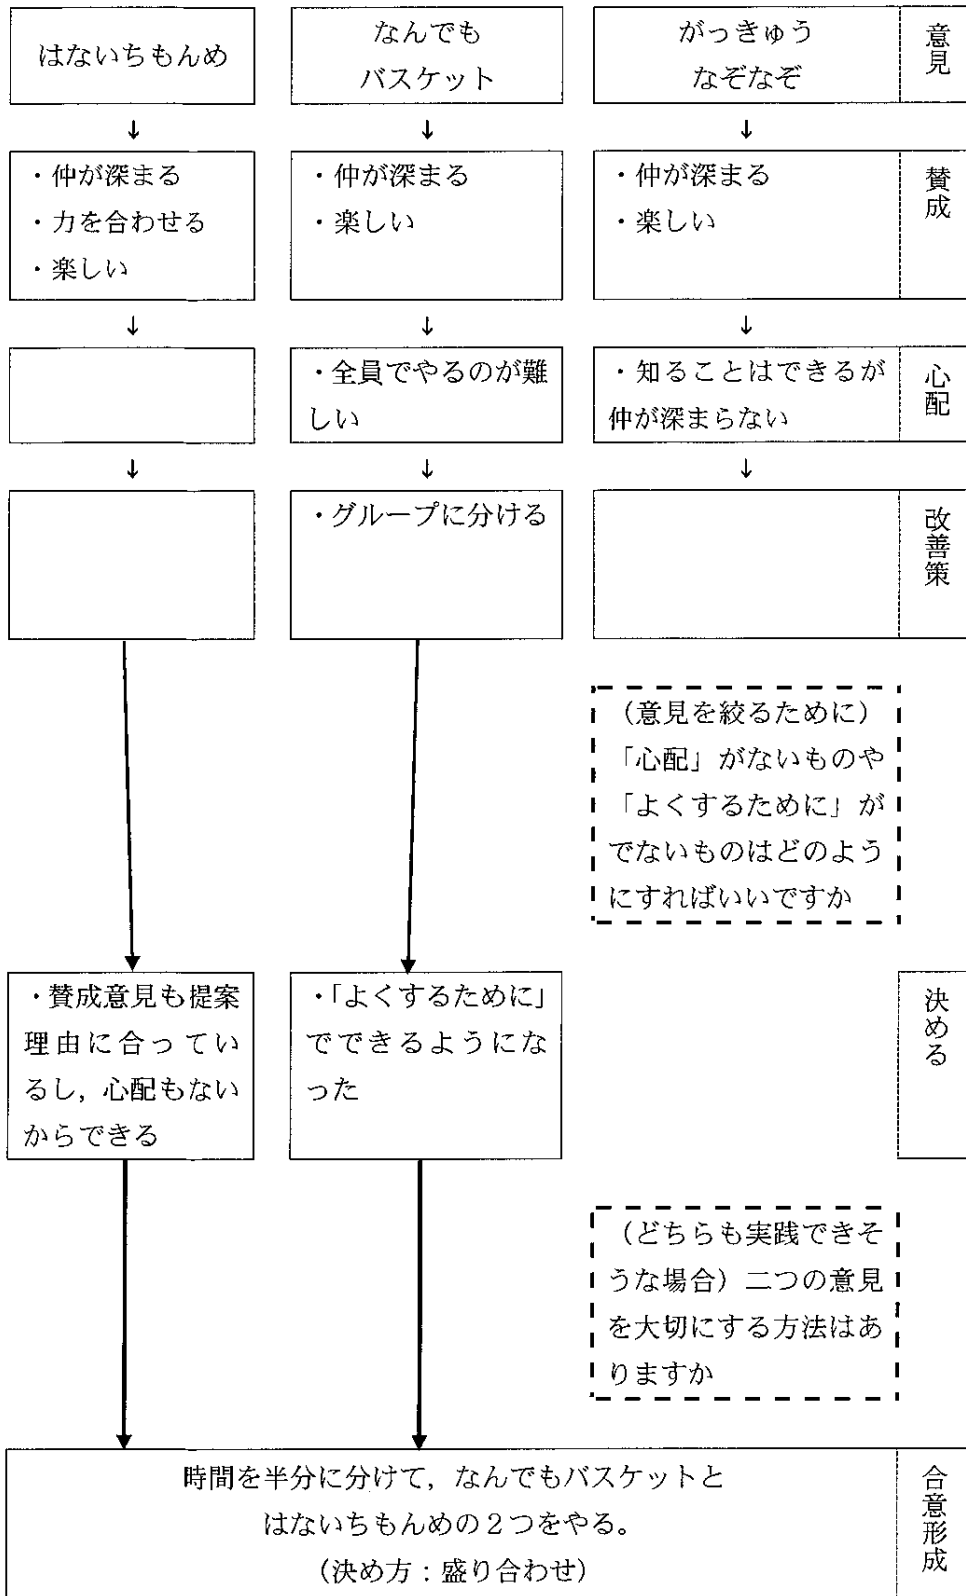 はないちもんめ
なんでも
バスケット
がっきゅう
なぞなぞ
意見
↓
↓
↓
・仲が深まる
・力を合わせる
・楽しい
・仲が深まる
・楽しい
・仲が深まる
・楽しい
賛成
↓
↓
↓
・全員でやるのが難
しい
・知ることはできるが
仲が深まらない
心配
↓
↓
↓
・グループに分ける
改善策
（意見を絞るために）
「心配」がないものや
「よくするために」が
でないものはどのよう
にすればいいですか
・賛成意見も提案
理由に合ってい
るし，心配もない
からできる
・「よくするために」
でできるようにな
った
決める
（どちらも実践できそ
うな場合）二つの意見
を大切にする方法はあ
りますか
時間を半分に分けて，なんでもバスケットと
はないちもんめの２つをやる。
（決め方：盛り合わせ）
合意形成